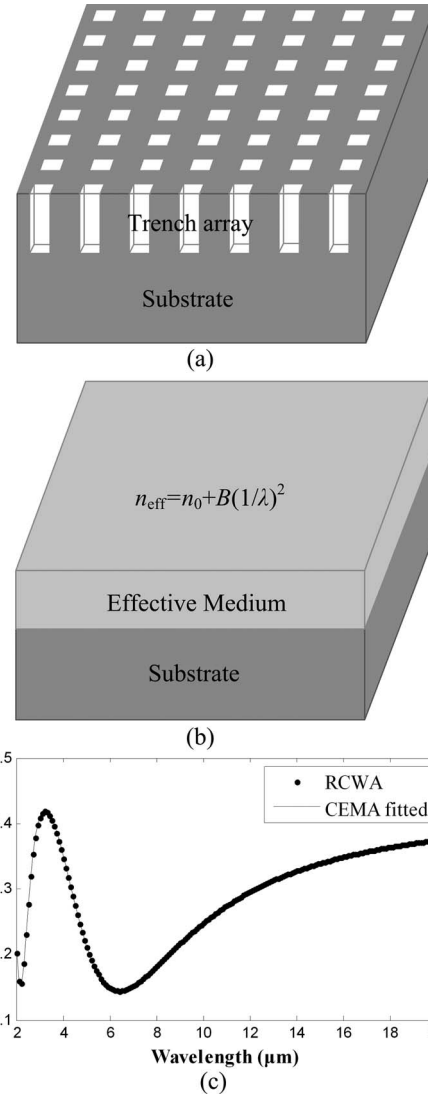 Trench array
Substrate
(a)
n_eff=n_0+B(1/λ)^2
Effective Medium
Substrate
(b)
.5
RCWA
CEMA fitted
.4
.3
.2
.1
2 4 6 8 10 12 14 16 18
Wavelength (μm)
(c)